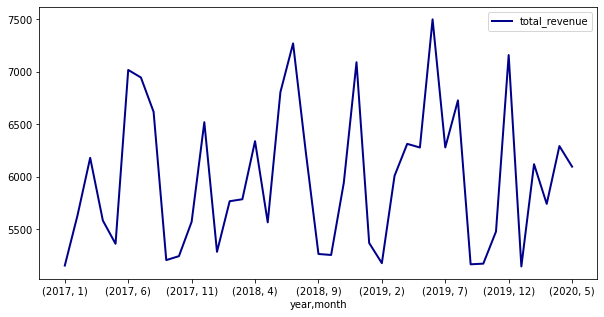 total_revenue
7500
7000
6500
6000
5500
(2017, 1) (2017, 6) (2017, 11) (2018, 4) (2018, 9) (2019, 2) (2019, 7) (2019, 12) (2020, 5)
year,month